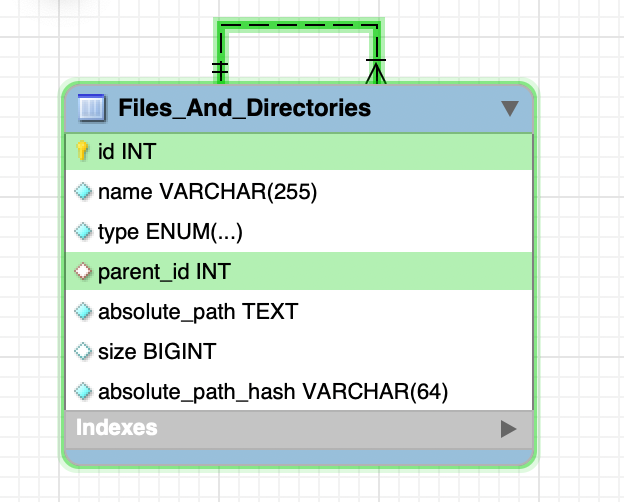 Files_And_Directories
id INT
name VARCHAR(255)
type ENUM(...)
parent_id INT
absolute_path TEXT
size BIGINT
absolute_path_hash VARCHAR(64)
Indexes